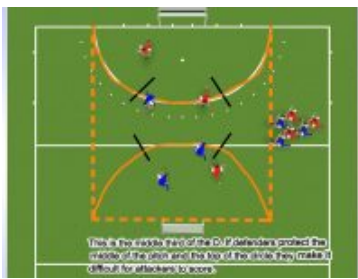 This is the middle third of the D. If defenders protect the
middle of the pitch and the top of the circle they make it
difficult for attackers to score.